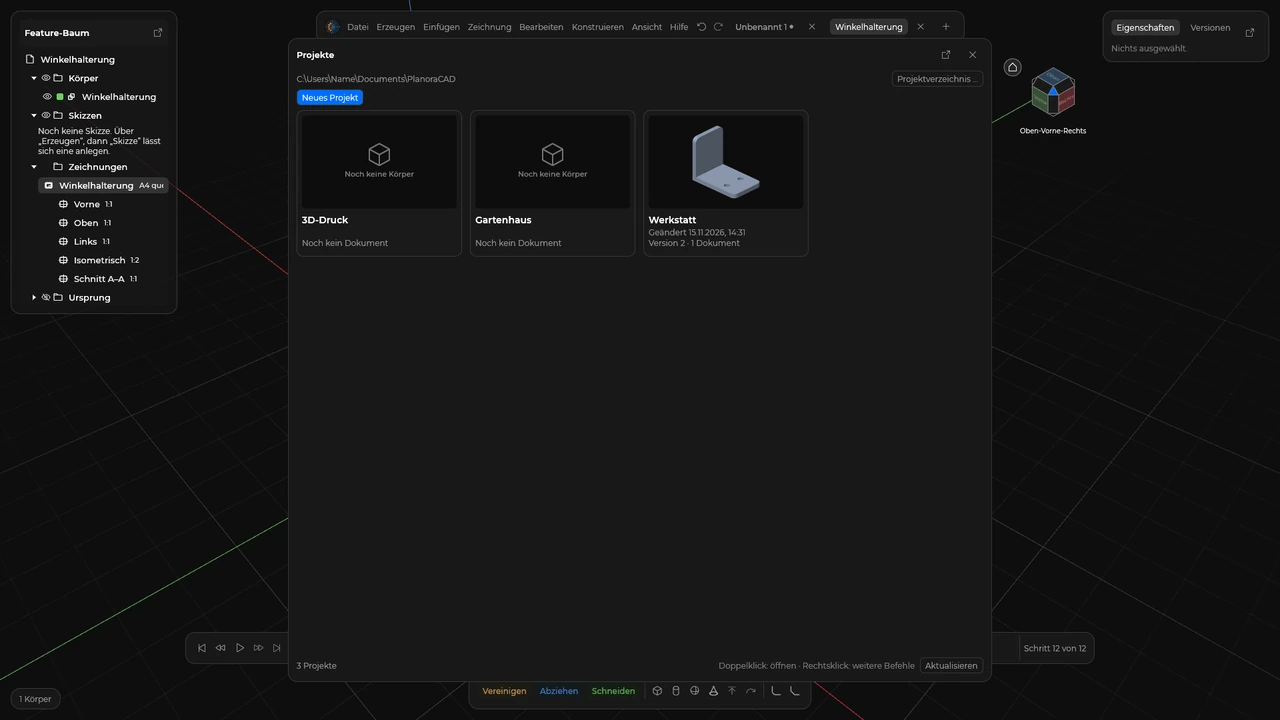 Feature-Baum
Winkelhalterung
Körper
Winkelhalterung
Skizzen
Noch keine Skizze. Über
„Erzeugen“, dann „Skizze“ lässt
sich eine anlegen.
Zeichnungen
Winkelhalterung A4 que
Vorne 1:1
Oben 1:1
Links 1:1
Isometrisch 1:2
Schnitt A–A 1:1
Ursprung
Datei Erzeugen Einfügen Zeichnung Bearbeiten Konstruieren Ansicht Hilfe Unbenannt 1 Winkelhalterung
Projekte
C:\Users\Name\Documents\PlanoraCAD Projektverzeichnis ...
Neues Projekt
Noch keine Körper
3D-Druck
Noch kein Dokument
Noch keine Körper
Gartenhaus
Noch kein Dokument
Werkstatt
Geändert 15.11.2026, 14:31
Version 2 · 1 Dokument
3 Projekte Doppelklick: öffnen · Rechtsklick: weitere Befehle Aktualisieren
Eigenschaften Versionen
Nichts ausgewählt.
Oben
Oben-Vorne-Rechts
Schritt 12 von 12
Vereinigen Abziehen Schneiden
1 Körper